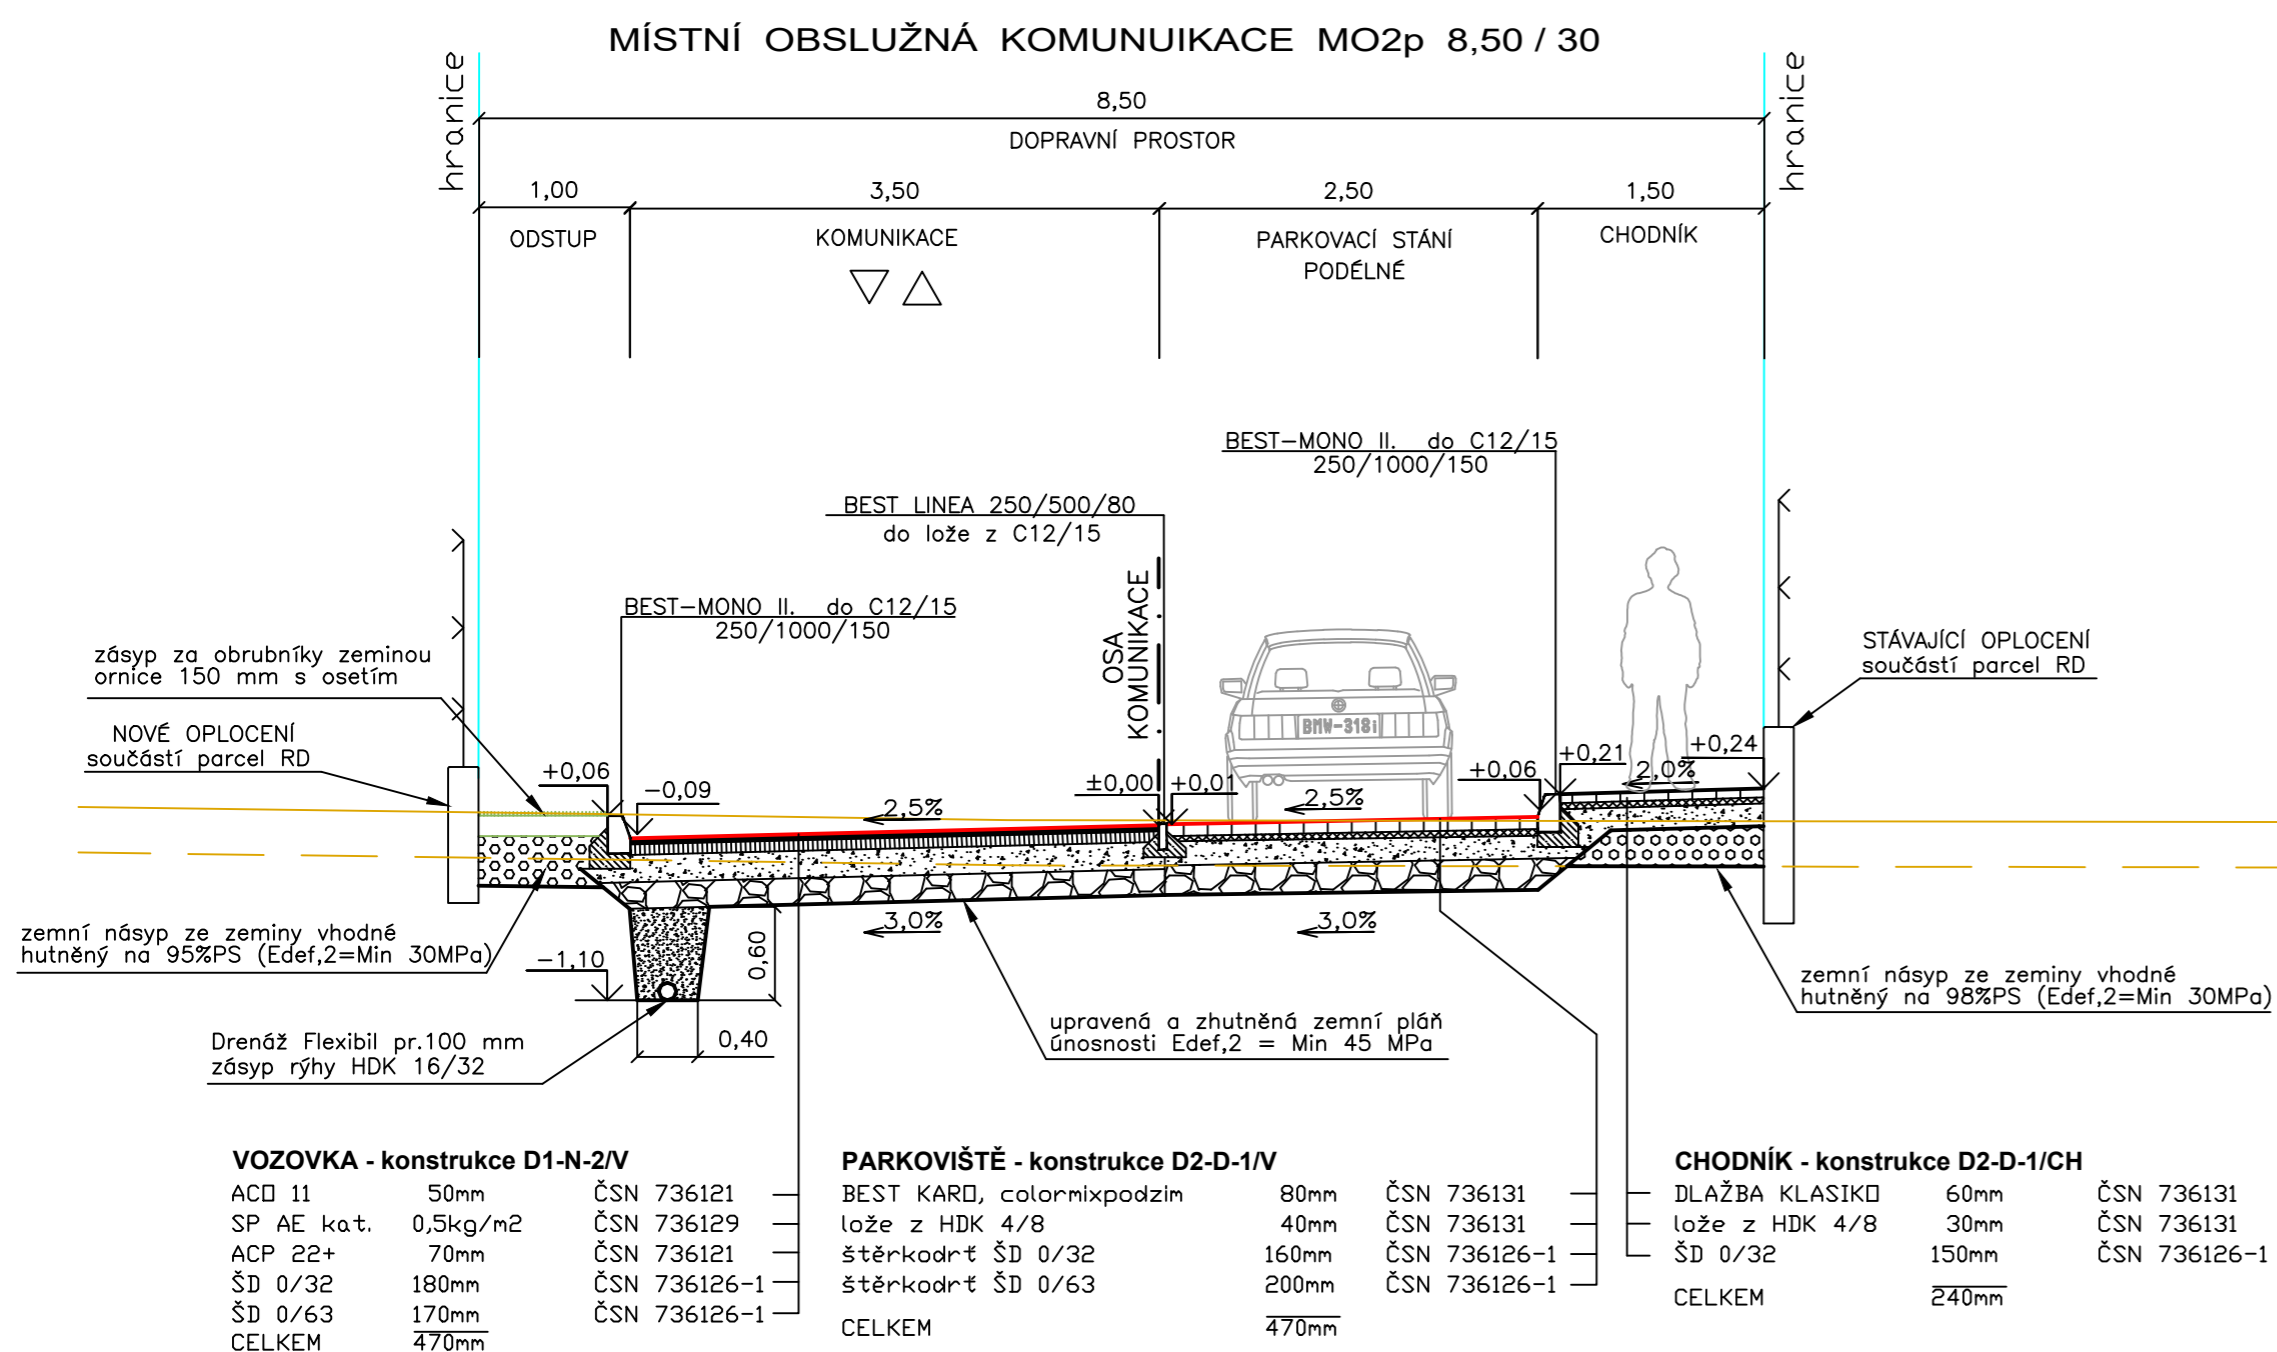 MÍSTNÍ OBSLUŽNÁ KOMUNUIKACE MO2p 8,50 / 30
hranice
hranice
8,50
DOPRAVNÍ PROSTOR
1,00
3,50
2,50
1,50
ODSTUP
KOMUNIKACE
PARKOVACÍ STÁNÍ
PODÉLNÉ
CHODNÍK
BEST-MONO II. do C12/15
250/1000/150
BEST LINEA 250/500/80
do lože z C12/15
OSA
KOMUNIKACE
BEST-MONO II. do C12/15
250/1000/150
zásyp za obrubníky zeminou
ornice 150 mm s osetím
NOVÉ OPLOCENÍ
součástí parcel RD
STÁVAJÍCÍ OPLOCENÍ
součástí parcel RD
BMW-318i
+0,06
-0,09
±0,00
+0,01
+0,06
+0,21
+0,24
2,5%
2,5%
2,0%
3,0%
3,0%
zemní násyp ze zeminy vhodné
hutněný na 95%PS (Edef,2=Min 30MPa)
-1,10
0,60
0,40
Drenáž Flexibil pr.100 mm
zásyp rýhy HDK 16/32
upravená a zhutněná zemní pláň
únosnosti Edef,2 = Min 45 MPa
zemní násyp ze zeminy vhodné
hutněný na 98%PS (Edef,2=Min 30MPa)
VOZOVKA - konstrukce D1-N-2/V
ACO 11 50mm ČSN 736121
SP AE kat. 0,5kg/m2 ČSN 736129
ACP 22+ 70mm ČSN 736121
ŠD 0/32 180mm ČSN 736126-1
ŠD 0/63 170mm ČSN 736126-1
CELKEM 470mm
PARKOVIŠTĚ - konstrukce D2-D-1/V
BEST KARO, colormixpodzim 80mm ČSN 736131
lože z HDK 4/8 40mm ČSN 736131
štěrkodrť ŠD 0/32 160mm ČSN 736126-1
štěrkodrť ŠD 0/63 200mm ČSN 736126-1
CELKEM 470mm
CHODNÍK - konstrukce D2-D-1/CH
DLAŽBA KLASIKO 60mm ČSN 736131
lože z HDK 4/8 30mm ČSN 736131
ŠD 0/32 150mm ČSN 736126-1
CELKEM 240mm